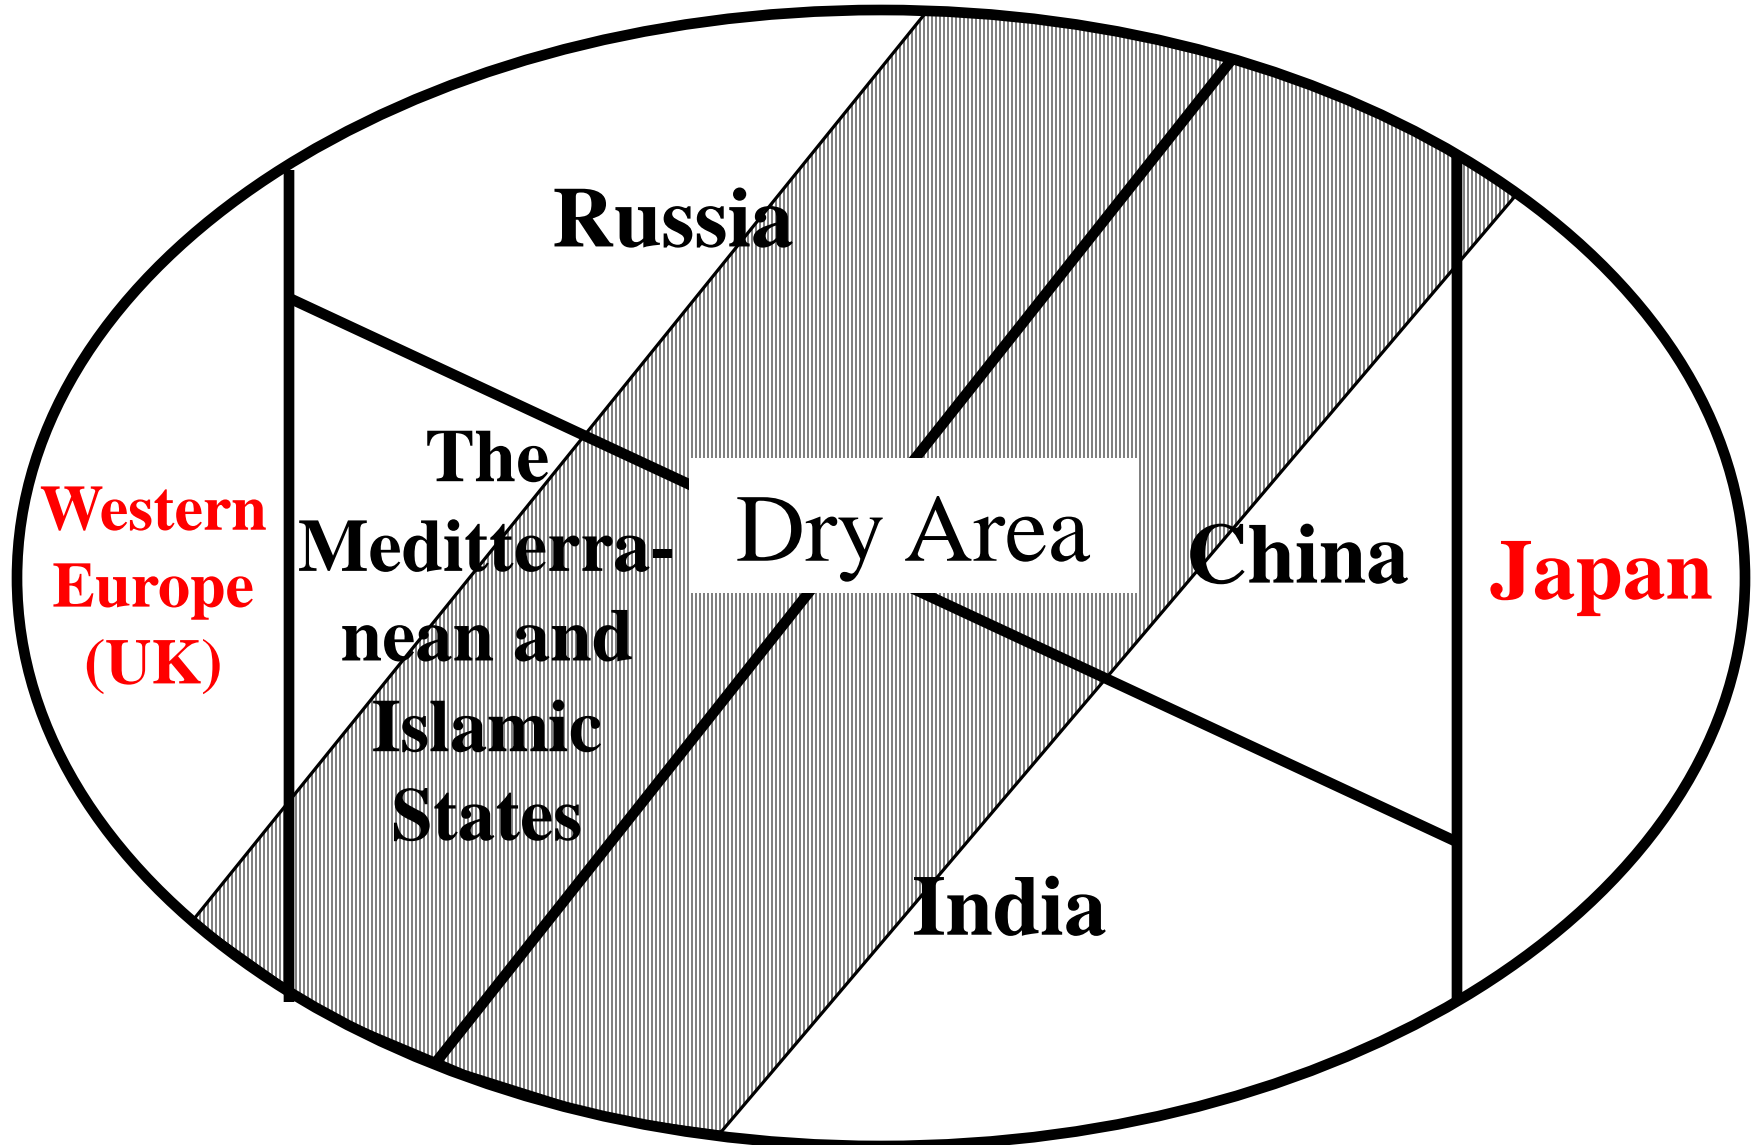 Russia
The
Meditterra-
nean and
Islamic
States
Western
Europe
(UK)
Dry Area
China
Japan
India